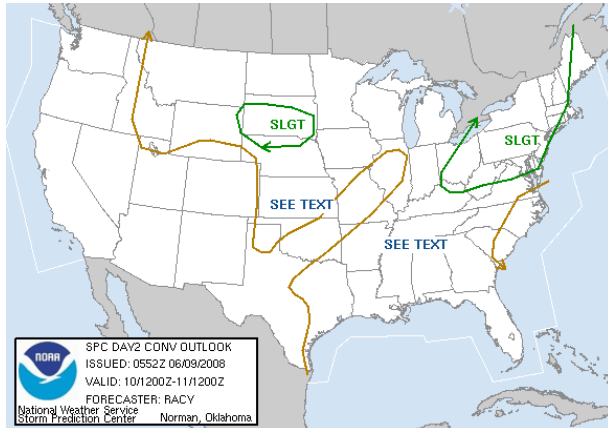 SLGT
SLGT
SEE TEXT
SEE TEXT
SPC DAY2 CONV OUTLOOK
ISSUED: 0552Z 06/09/2008
VALID: 10/1200Z-11/1200Z
FORECASTER: RACY
NOAA
National Weather Service
Storm Prediction Center Norman, Oklahoma